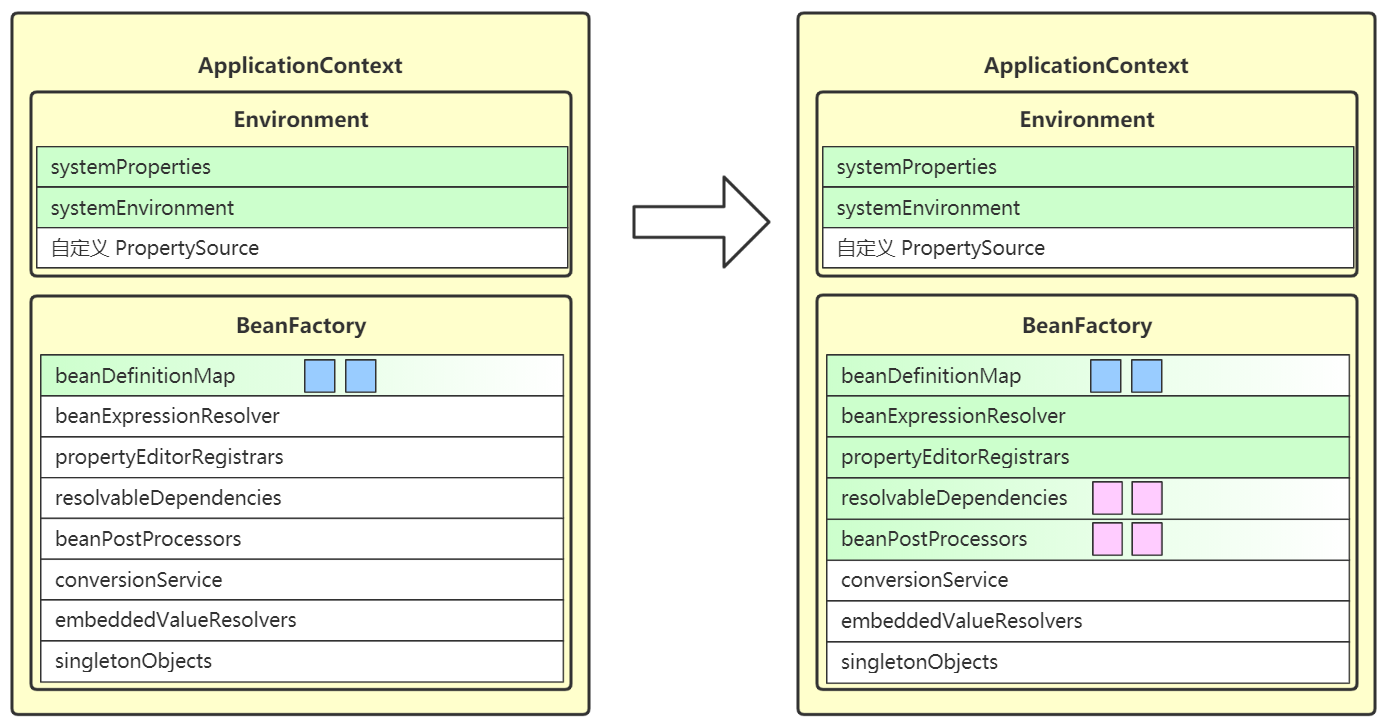 ApplicationContext
Environment
systemProperties
systemEnvironment
自定义 PropertySource
BeanFactory
beanDefinitionMap
beanExpressionResolver
propertyEditorRegistrars
resolvableDependencies
beanPostProcessors
conversionService
embeddedValueResolvers
singletonObjects
ApplicationContext
Environment
systemProperties
systemEnvironment
自定义 PropertySource
BeanFactory
beanDefinitionMap
beanExpressionResolver
propertyEditorRegistrars
resolvableDependencies
beanPostProcessors
conversionService
embeddedValueResolvers
singletonObjects